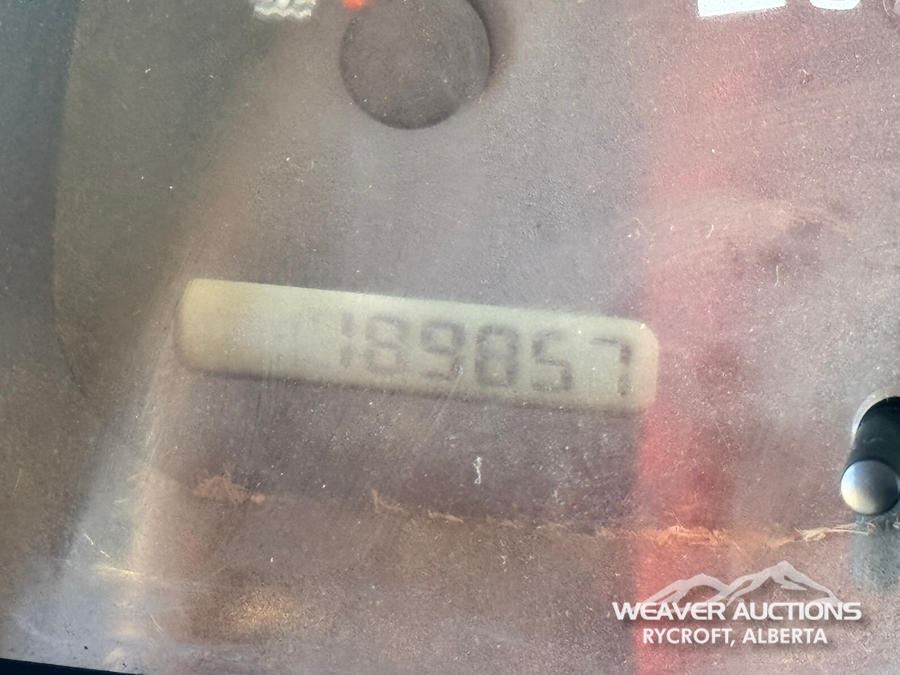 189857
WEAVER AUCTIONS
RYCROFT, ALBERTA